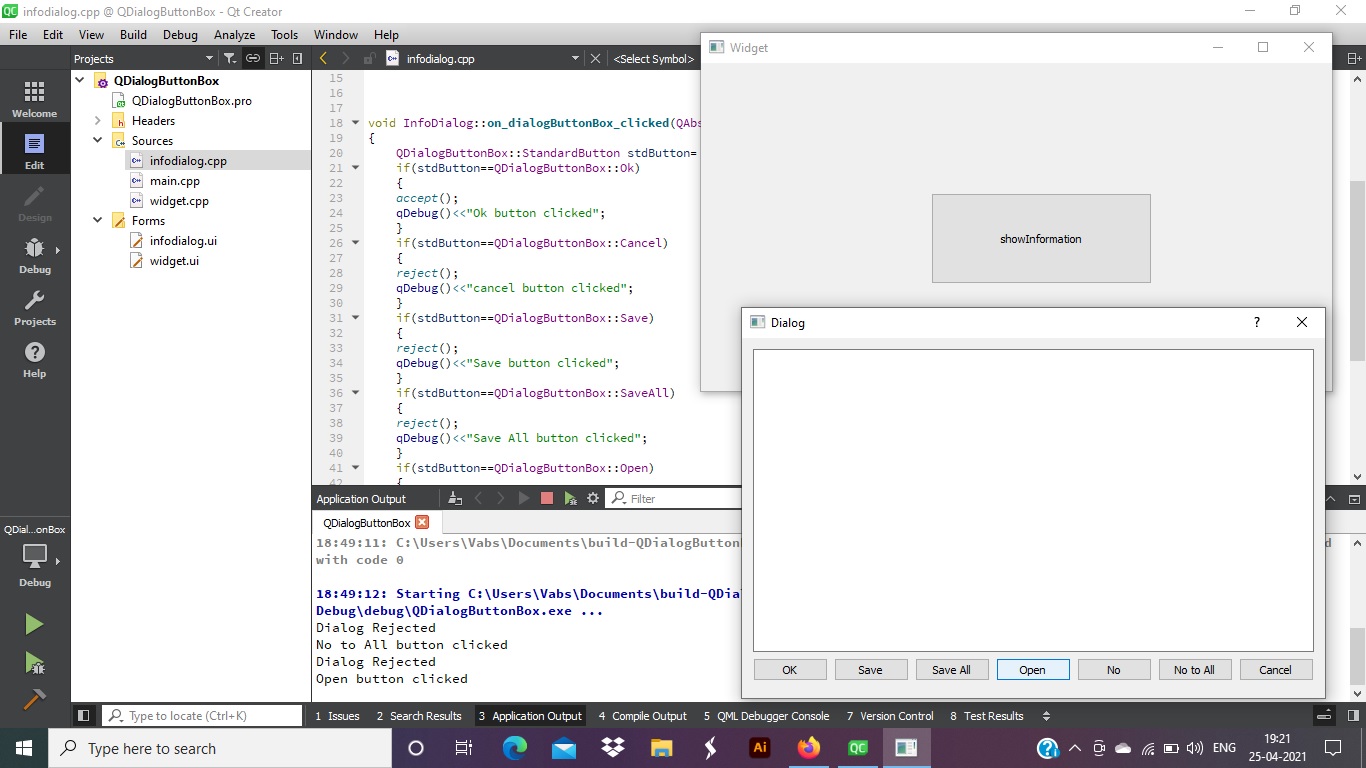 infodialog.cpp @ QDialogButtonBox - Qt Creator
File Edit View Build Debug Analyze Tools Window Help
Projects
infodialog.cpp
<Select Symbol>
Welcome
Edit
Design
Debug
Projects
Help
QDial...onBox
Debug
QDialogButtonBox
QDialogButtonBox.pro
Headers
Sources
infodialog.cpp
main.cpp
widget.cpp
Forms
infodialog.ui
widget.ui
15
16
17
18 void InfoDialog::on_dialogButtonBox_clicked(QAbs
19 {
20 QDialogButtonBox::StandardButton stdButton=
21 if(stdButton==QDialogButtonBox::Ok)
22 {
23 accept();
24 qDebug()<<"Ok button clicked";
25 }
26 if(stdButton==QDialogButtonBox::Cancel)
27 {
28 reject();
29 qDebug()<<"cancel button clicked";
30 }
31 if(stdButton==QDialogButtonBox::Save)
32 {
33 reject();
34 qDebug()<<"Save button clicked";
35 }
36 if(stdButton==QDialogButtonBox::SaveAll)
37 {
38 reject();
39 qDebug()<<"Save All button clicked";
40 }
41 if(stdButton==QDialogButtonBox::Open)
42 {
Widget
showInformation
Dialog
?
OK Save Save All Open No No to All Cancel
Application Output
Filter
QDialogButtonBox
18:49:11: C:\Users\Vabs\Documents\build-QDialogButton
d
with code 0
18:49:12: Starting C:\Users\Vabs\Documents\build-QDia
Debug\debug\QDialogButtonBox.exe ...
Dialog Rejected
No to All button clicked
Dialog Rejected
Open button clicked
Type to locate (Ctrl+K)
1 Issues 2 Search Results 3 Application Output 4 Compile Output 5 QML Debugger Console 7 Version Control 8 Test Results
Type here to search
ENG
19:21
25-04-2021